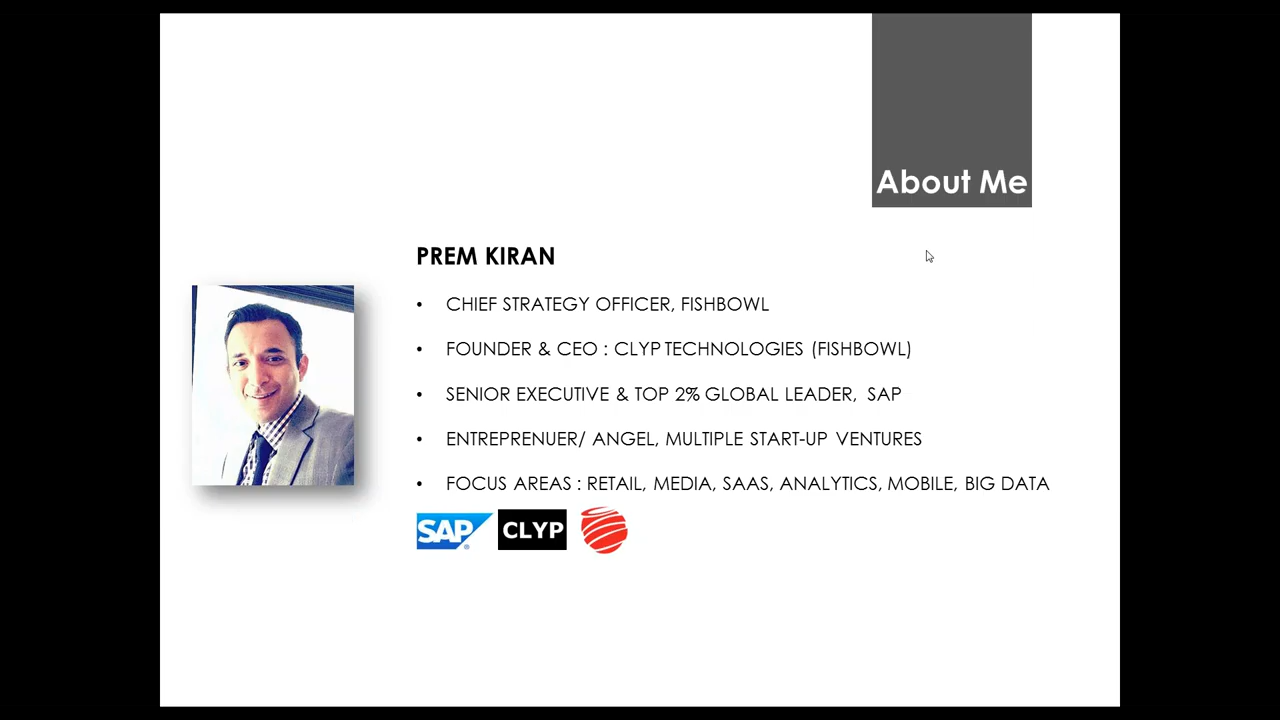 About Me
PREM KIRAN
• CHIEF STRATEGY OFFICER, FISHBOWL
• FOUNDER & CEO : CLYP TECHNOLOGIES (FISHBOWL)
• SENIOR EXECUTIVE & TOP 2% GLOBAL LEADER, SAP
• ENTREPRENUER/ ANGEL, MULTIPLE START-UP VENTURES
• FOCUS AREAS : RETAIL, MEDIA, SAAS, ANALYTICS, MOBILE, BIG DATA
SAP® CLYP